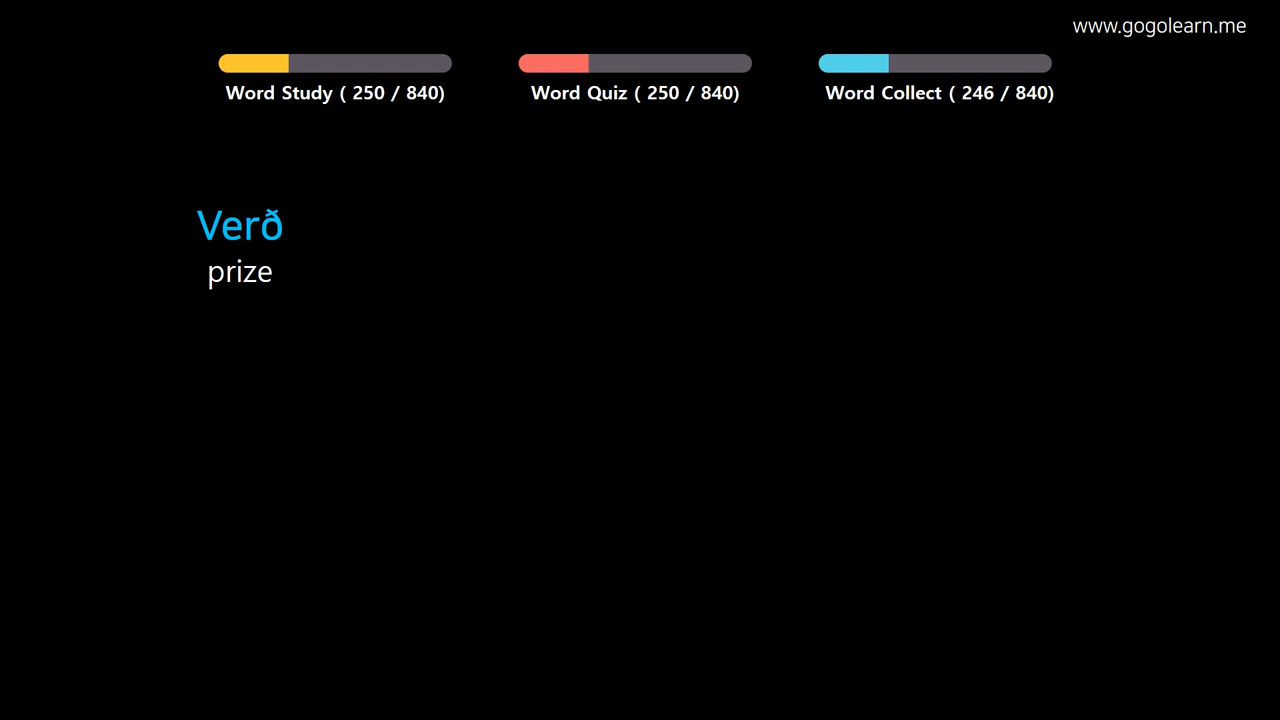 www.gogolearn.me
Word Study ( 250 / 840)
Word Quiz ( 250 / 840)
Word Collect ( 246 / 840)
Verð
prize